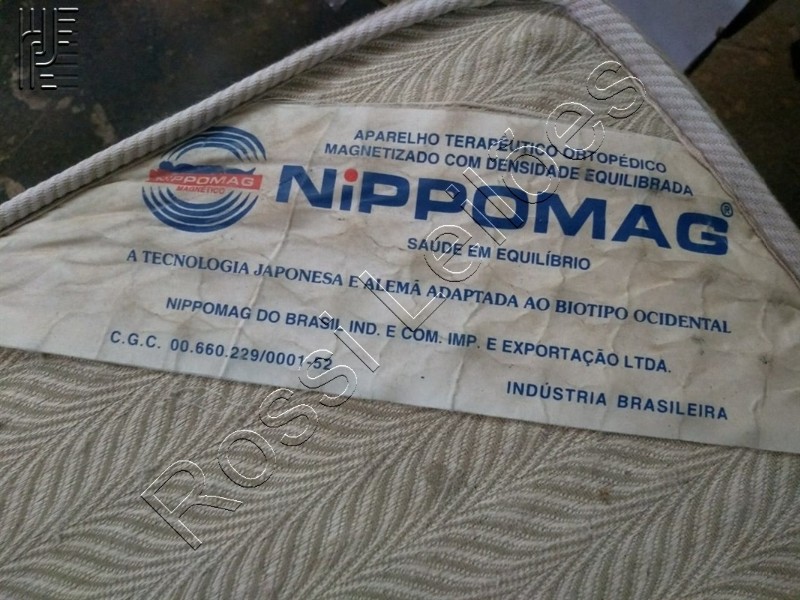 APARELHO TERAPÊUTICO ORTOPÉDICO
MAGNETIZADO COM DENSIDADE EQUILIBRADA
NiPPOMAG
MAGNÉTICO
NiPPOMAG®
SAÚDE EM EQUILÍBRIO
A TECNOLOGIA JAPONESA E ALEMÃ ADAPTADA AO BIOTIPO OCIDENTAL
NIPPOMAG DO BRASIL IND. E COM. IMP. E EXPORTAÇÃO LTDA.
C.G.C. 00.660.229/0001-52
INDÚSTRIA BRASILEIRA
Rossi Leilões